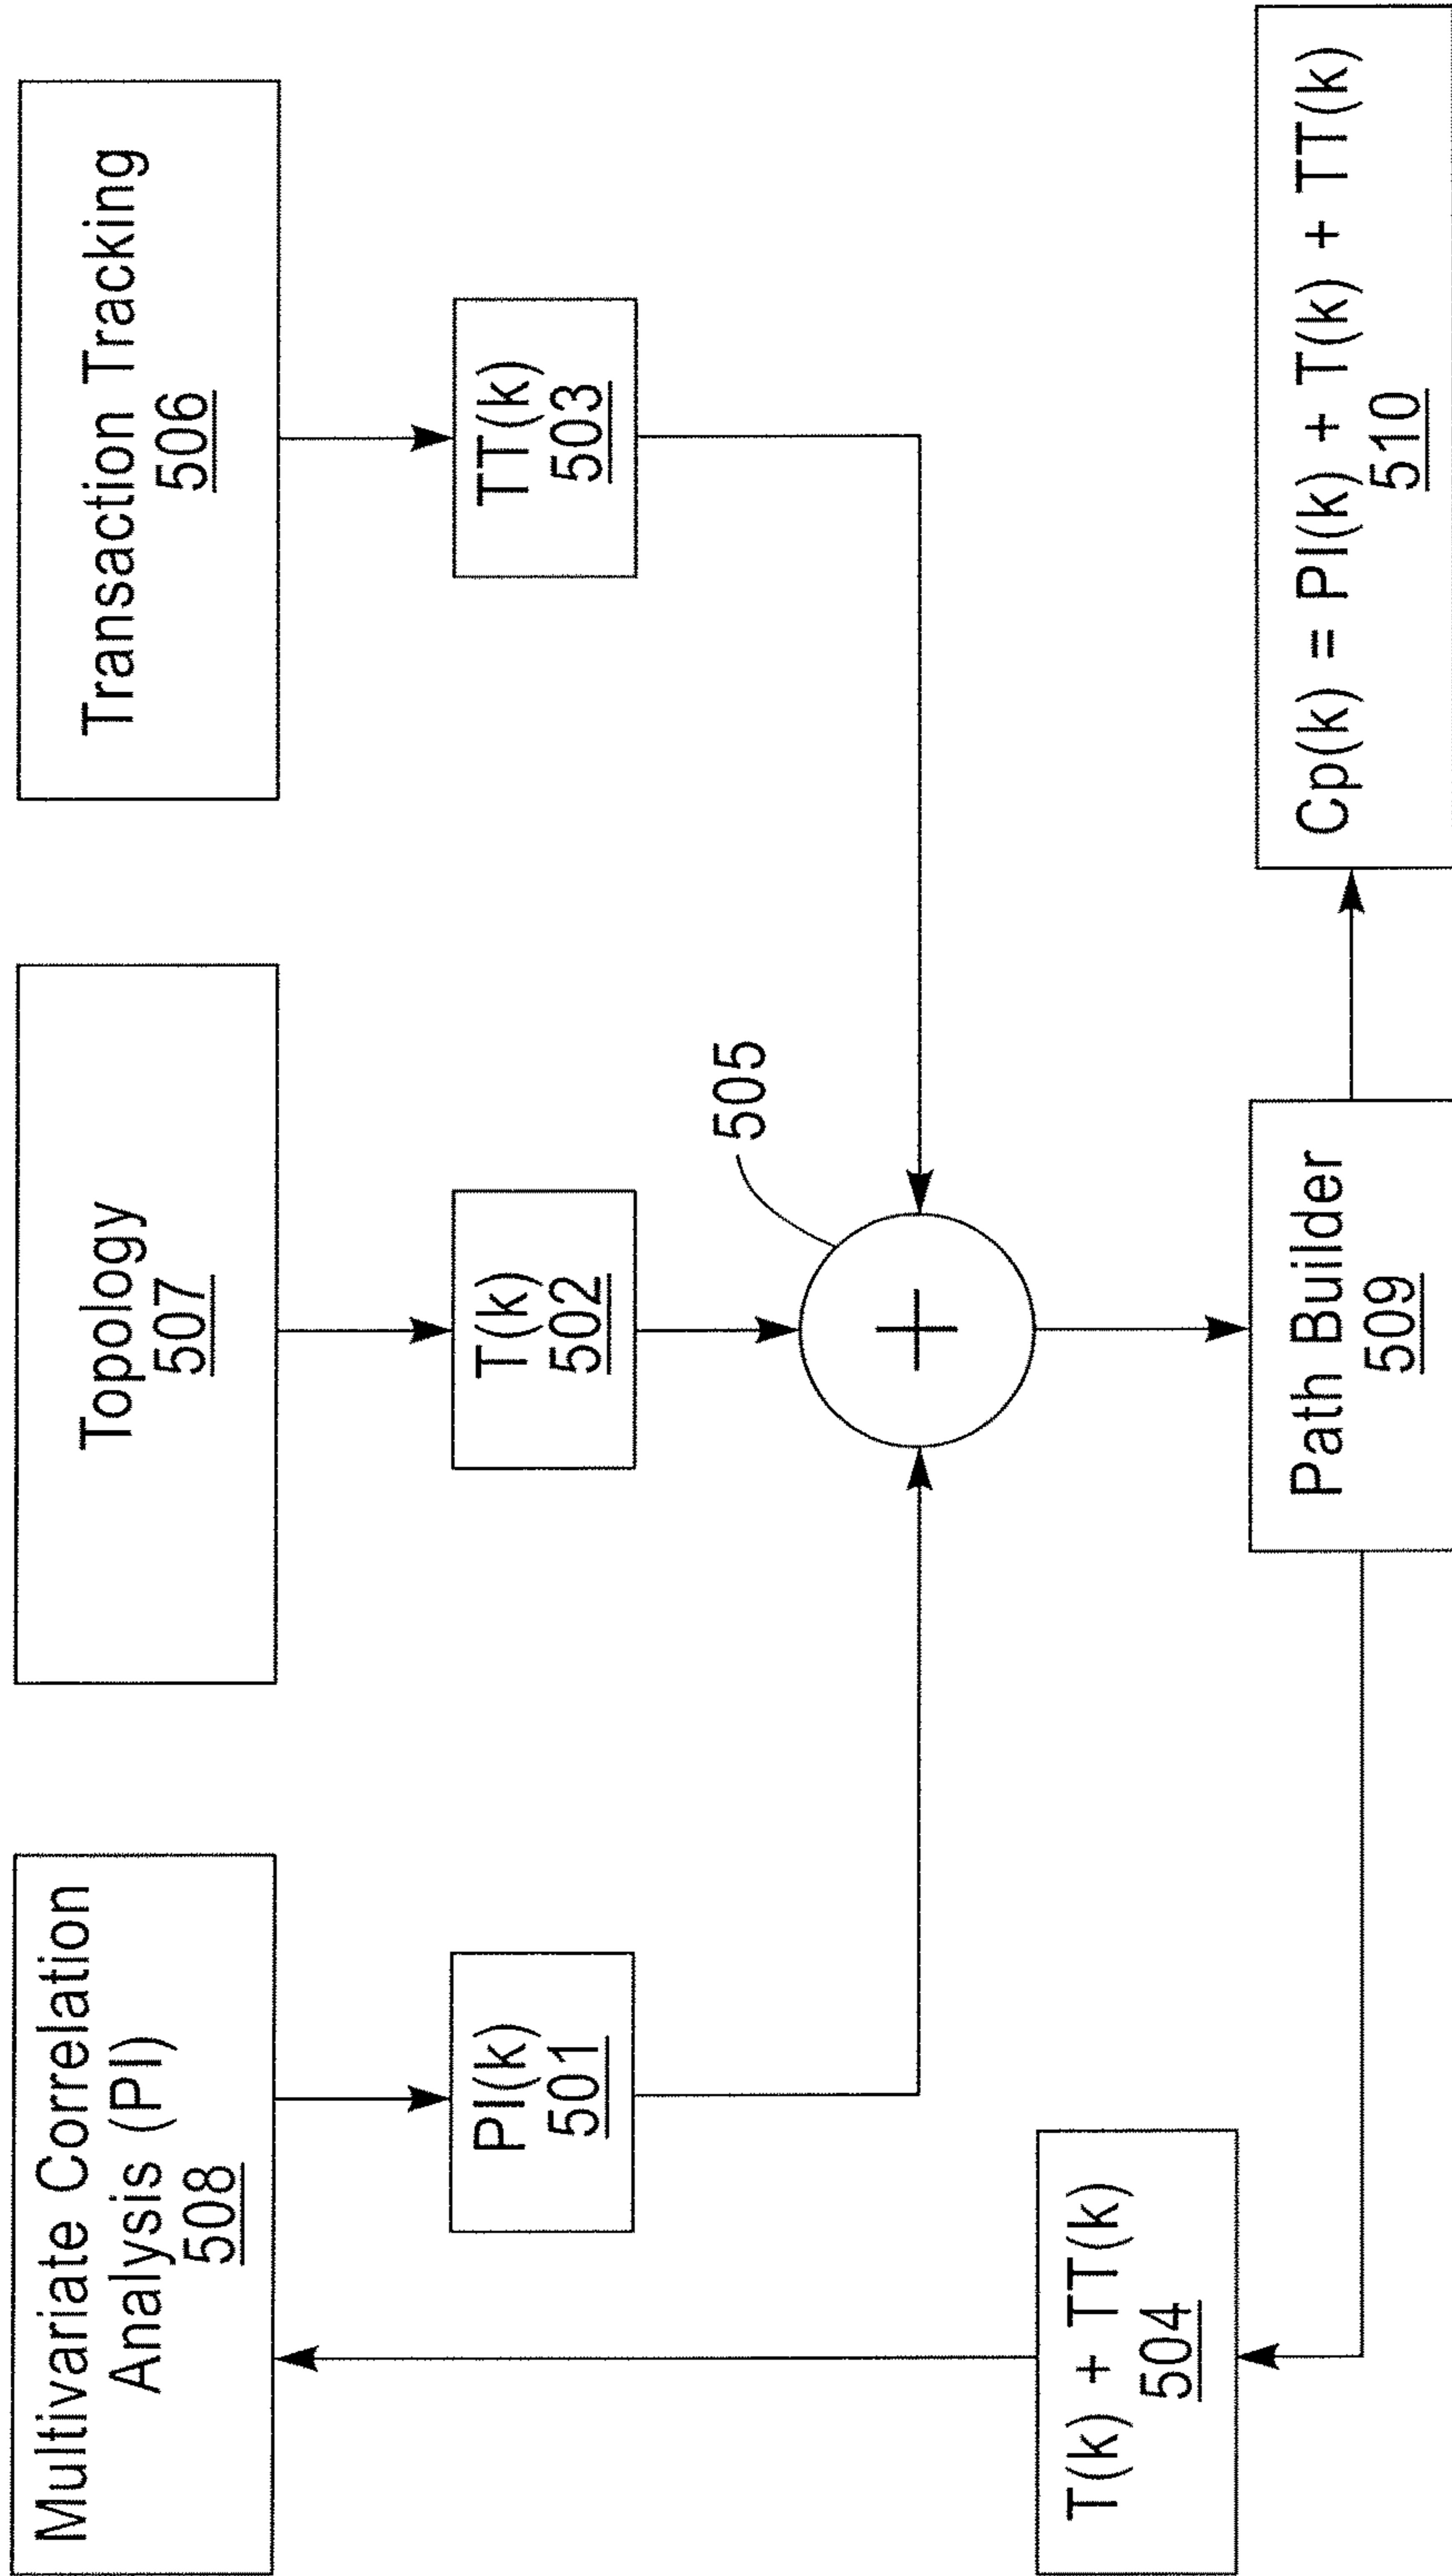 Multivariate Correlation
Analysis (PI)
508
Topology
507
Transaction Tracking
506
PI(k)
501
T(k)
502
TT(k)
503
505
+
T(k) + TT(k)
504
Path Builder
509
Cp(k) = PI(k) + T(k) + TT(k)
510